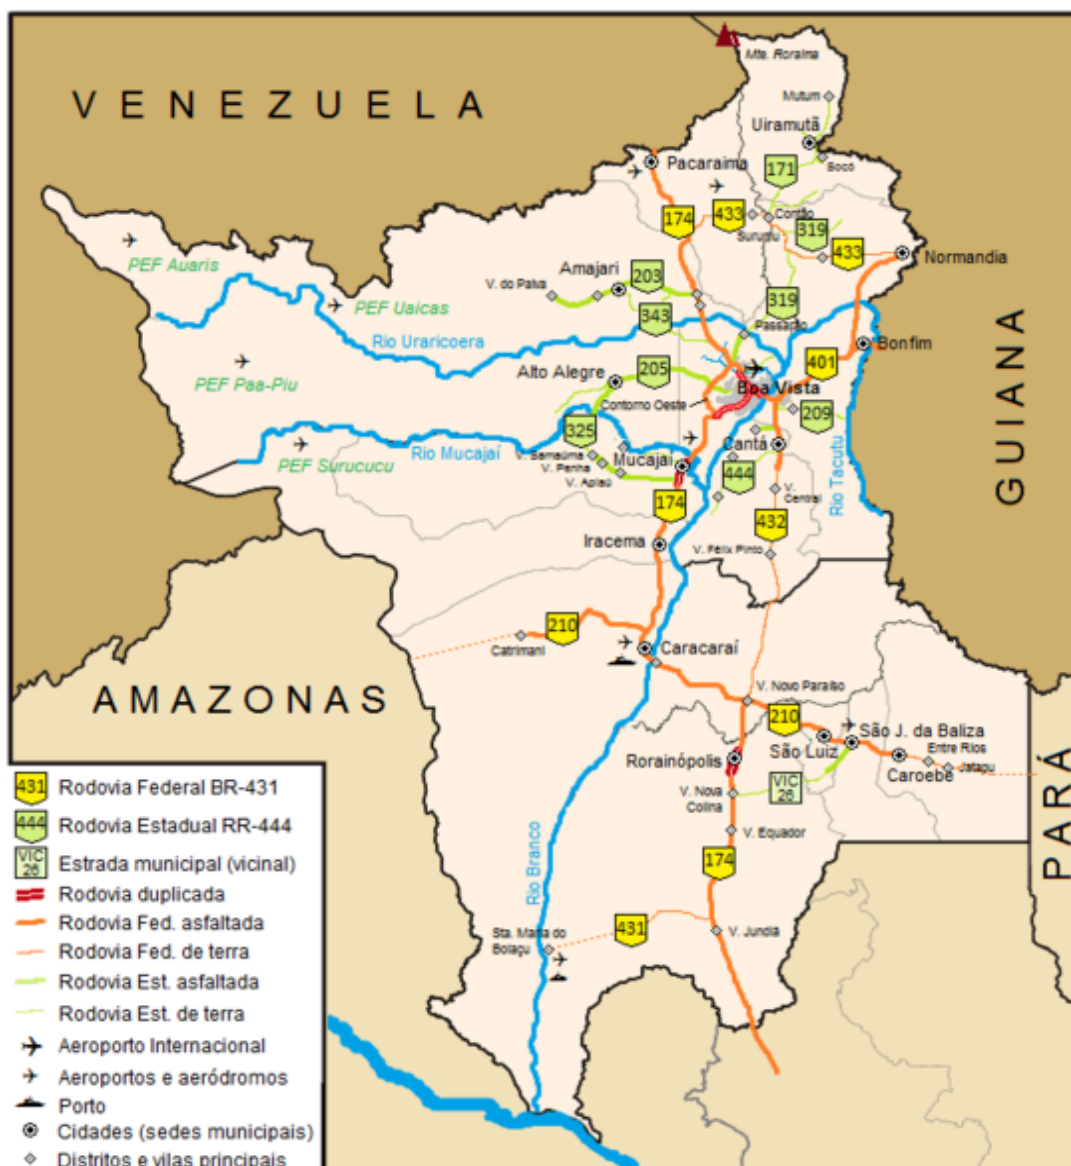 Mte. Roraima
VENEZUELA
Mutum
Uiramutã
Socó
171
Pacaraima
174
433
Contão
Surumu
319
433
Normandia
PEF Auaris
Amajari
203
V. do Paiva
PEF Uaicas
343
319
Passarão
Rio Uraricoera
GUIANA
Bonfim
401
PEF Paa-Piu
Alto Alegre
205
Boa Vista
Contorno Oeste
209
325
Cantá
Rio Mucajaí
V. Samaúma
Mucajaí
PEF Surucucu
V. Penha
V. Apiaú
444
Rio Tacutu
V.
Central
174
432
Iracema
V. Félix Pinto
210
Catrimani
Caracaraí
AMAZONAS
V. Novo Paraíso
210
São J. da Baliza
São Luiz
Entre Rios
Rorainópolis
Caroebe
Jatapu
PARÁ
VIC
26
V. Nova
Colina
V. Equador
174
Rio Branco
431
Sta. Maria do
Boiaçu
V. Jundiá
431 Rodovia Federal BR-431
444 Rodovia Estadual RR-444
VIC
26 Estrada municipal (vicinal)
Rodovia duplicada
Rodovia Fed. asfaltada
Rodovia Fed. de terra
Rodovia Est. asfaltada
Rodovia Est. de terra
Aeroporto Internacional
Aeroportos e aeródromos
Porto
Cidades (sedes municipais)
Distritos e vilas principais